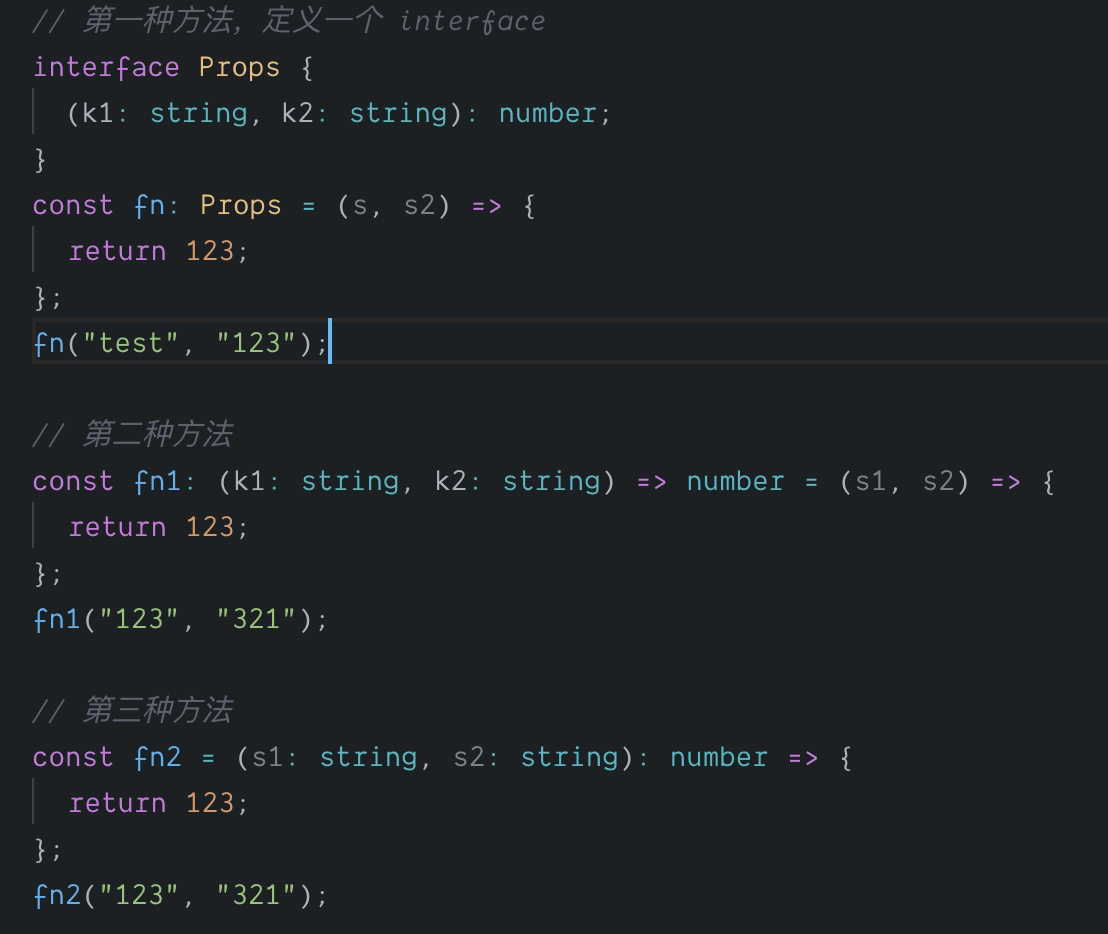 // 第一种方法，定义一个 interface
interface Props {
  (k1: string, k2: string): number;
}
const fn: Props = (s, s2) => {
  return 123;
};
fn("test", "123");
// 第二种方法
const fn1: (k1: string, k2: string) => number = (s1, s2) => {
  return 123;
};
fn1("123", "321");
// 第三种方法
const fn2 = (s1: string, s2: string): number => {
  return 123;
};
fn2("123", "321");